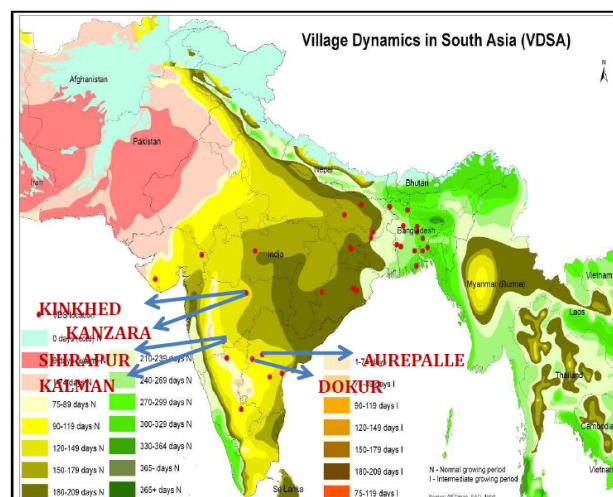 Village Dynamics in South Asia (VDSA)
N
Afghanistan
Pakistan
Iran
Bhutan
Bangladesh
India
Myanmar (Burma)
Vietnam
Laos
Thailand
Cambodia
Vietnam
Sri Lanka
KINKHED
KANZARA
KALMAN
AUREPALLE
DOKUR
VDS location
0 days
75-89 days N
90-119 days N
120-149 days N
150-179 days N
180-209 days N
210-239 days N
240-269 days N
270-299 days N
300-329 days N
330-364 days N
365- days N
365+ days N
90-119 days I
120-149 days I
150-179 days I
180-209 days I
75-119 days I
N - Normal growing period
I - Intermediate growing period